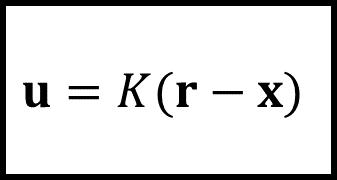 𝐮 = 𝐾(𝐫 − 𝐱)